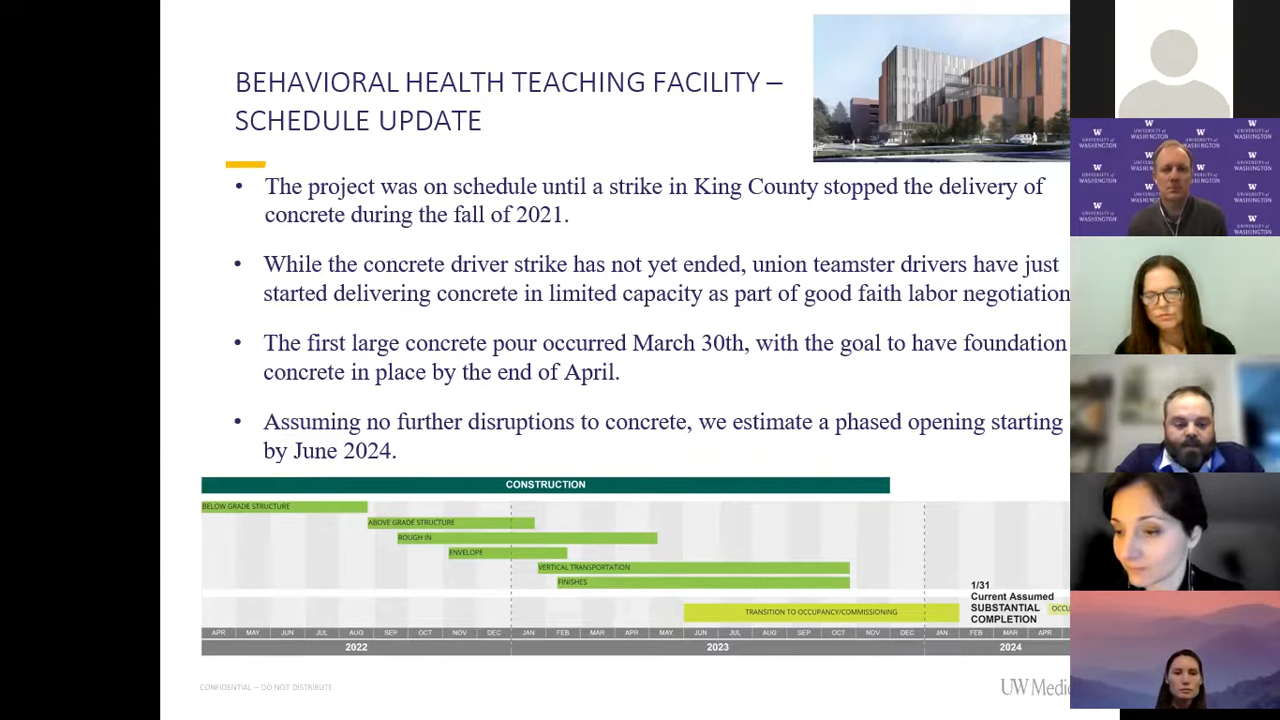 BEHAVIORAL HEALTH TEACHING FACILITY –
SCHEDULE UPDATE
• The project was on schedule until a strike in King County stopped the delivery of
concrete during the fall of 2021.
• While the concrete driver strike has not yet ended, union teamster drivers have just
started delivering concrete in limited capacity as part of good faith labor negotiation
• The first large concrete pour occurred March 30th, with the goal to have foundation
concrete in place by the end of April.
• Assuming no further disruptions to concrete, we estimate a phased opening starting
by June 2024.
CONSTRUCTION
BELOW GRADE STRUCTURE
ABOVE GRADE STRUCTURE
ROUGH IN
ENVELOPE
VERTICAL TRANSPORTATION
FINISHES
1/31
Current Assumed
SUBSTANTIAL
COMPLETION
TRANSITION TO OCCUPANCY/COMMISSIONING
OCCU
APR MAY JUN JUL AUG SEP OCT NOV DEC JAN FEB MAR APR MAY JUN JUL AUG SEP OCT NOV DEC JAN FEB MAR APR
2022 2023 2024
CONFIDENTIAL – DO NOT DISTRIBUTE
UW Medic
W
UNIVERSITY of
WASHINGTON